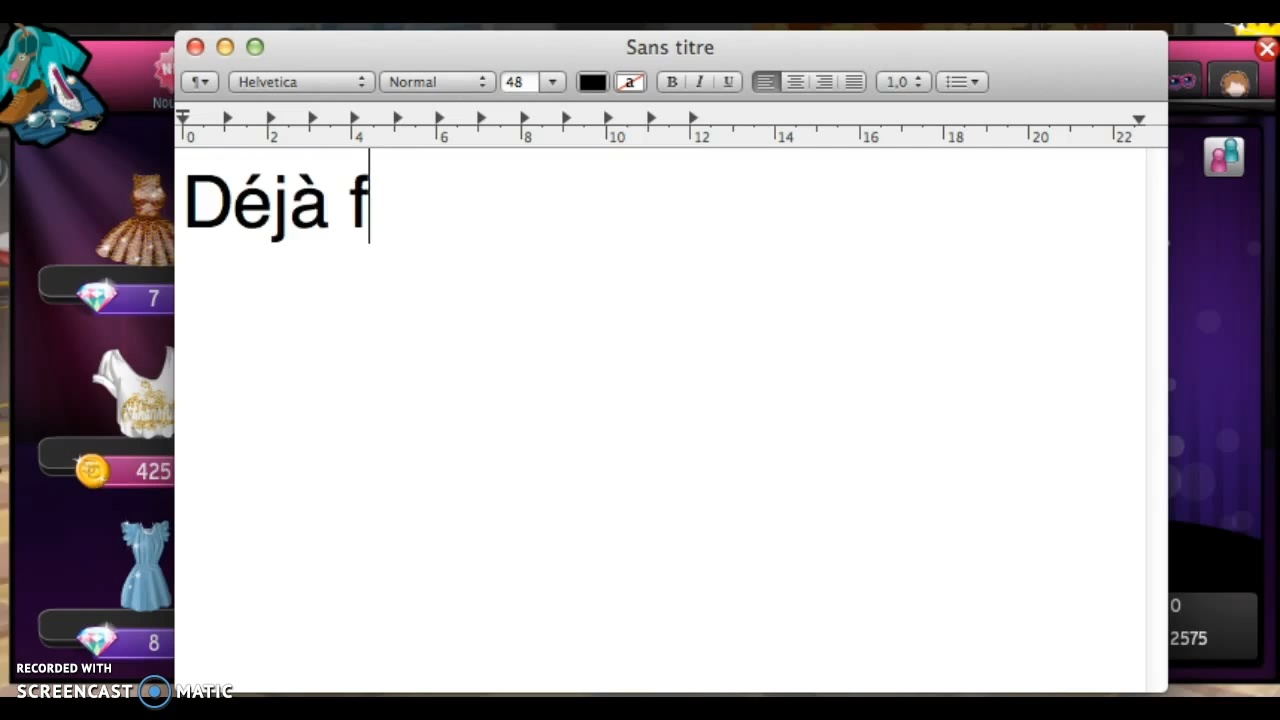 Sans titre
Helvetica
Normal
48
a
B I U
1,0
0 2 4 6 8 10 12 14 16 18 20 22
Déjà f
Nou
7
425
8
0
2575
RECORDED WITH
SCREENCAST MATIC